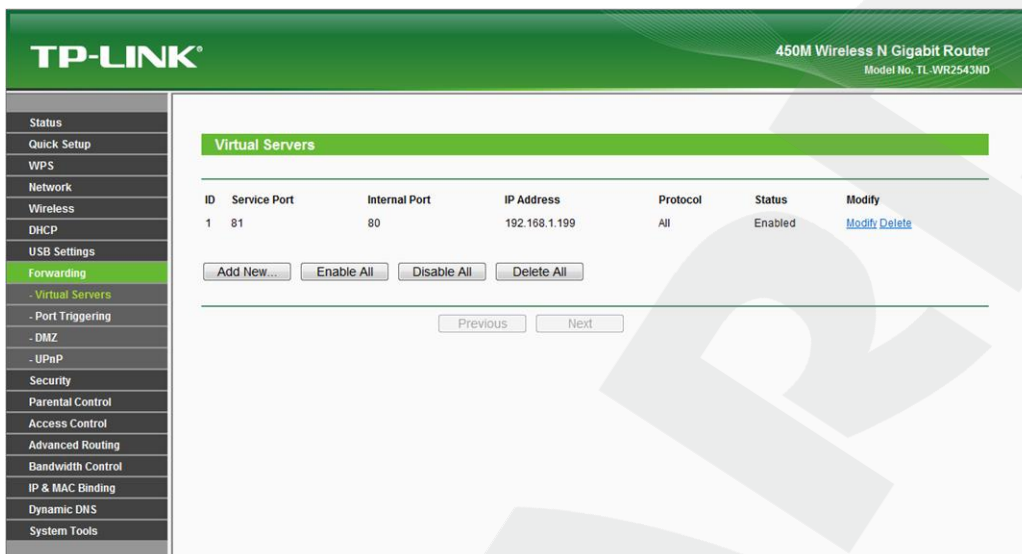 TP-LINK®
450M Wireless N Gigabit Router
Model No. TL-WR2543ND
Status
Quick Setup
WPS
Network
Wireless
DHCP
USB Settings
Forwarding
- Virtual Servers
- Port Triggering
- DMZ
- UPnP
Security
Parental Control
Access Control
Advanced Routing
Bandwidth Control
IP & MAC Binding
Dynamic DNS
System Tools
Virtual Servers
ID Service Port Internal Port IP Address Protocol Status Modify
1 81 80 192.168.1.199 All Enabled Modify Delete
Add New... Enable All Disable All Delete All
Previous Next